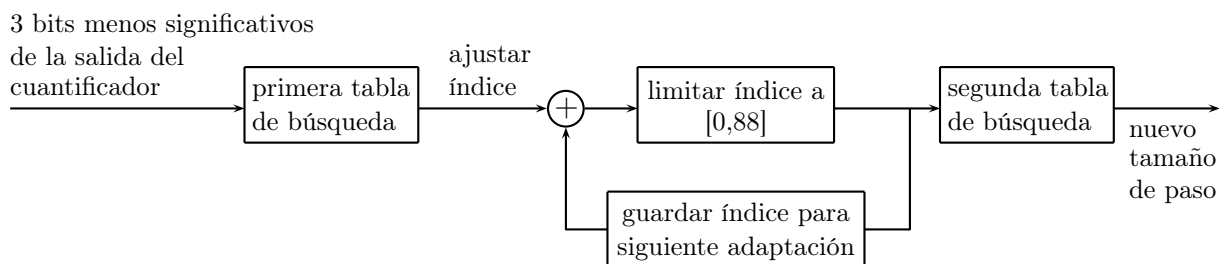 3 bits menos significativos
de la salida del
cuantificador
primera tabla
de búsqueda
ajustar
índice
+
limitar índice a
[0,88]
segunda tabla
de búsqueda
nuevo
tamaño
de paso
guardar índice para
siguiente adaptación